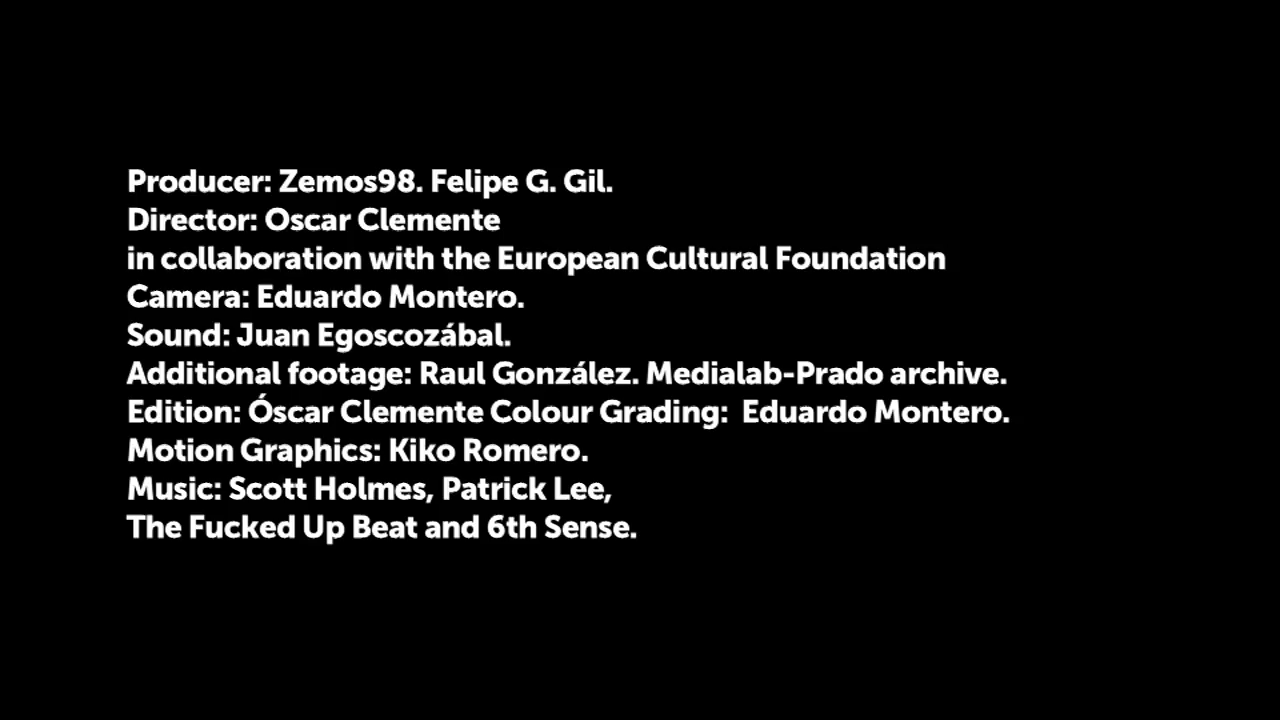 Producer: Zemos98. Felipe G. Gil.
Director: Oscar Clemente
in collaboration with the European Cultural Foundation
Camera: Eduardo Montero.
Sound: Juan Egoscozábal.
Additional footage: Raul González. Medialab-Prado archive.
Edition: Óscar Clemente Colour Grading:  Eduardo Montero.
Motion Graphics: Kiko Romero.
Music: Scott Holmes, Patrick Lee,
The Fucked Up Beat and 6th Sense.